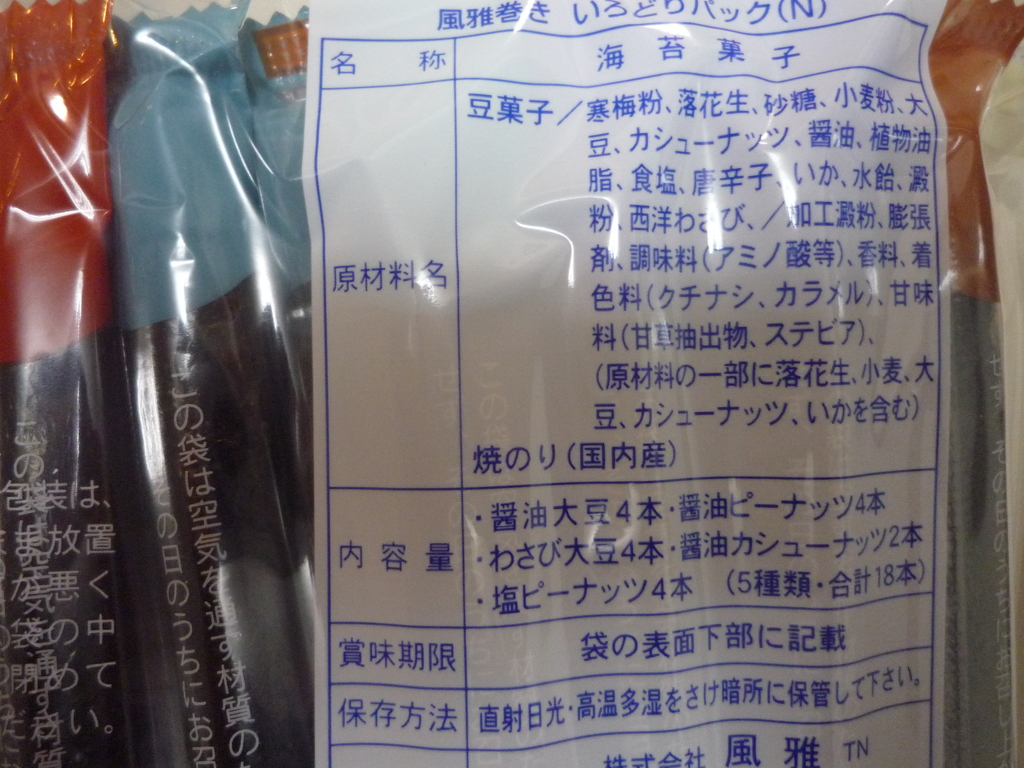 風雅巻き いろどりパック(N)
名 称
海 苔 菓 子
原材料名
豆菓子/寒梅粉、落花生、砂糖、小麦粉、大
豆、カシューナッツ、醤油、植物油
脂、食塩、唐辛子、いか、水飴、澱
粉、西洋わさび、/加工澱粉、膨張
剤、調味料(アミノ酸等)、香料、着
色料(クチナシ、カラメル)、甘味
料(甘草抽出物、ステビア)、
(原材料の一部に落花生、小麦、大
豆、カシューナッツ、いかを含む)
焼のり(国内産)
内 容 量
・醤油大豆4本・醤油ピーナッツ4本
・わさび大豆4本・醤油カシューナッツ2本
・塩ピーナッツ4本 (5種類・合計18本)
賞味期限
袋の表面下部に記載
保存方法
直射日光・高温多湿をさけ暗所に保管して下さい。
株式会社 風 雅 TN
この袋は空気を通す材質の
その日のうちにお召